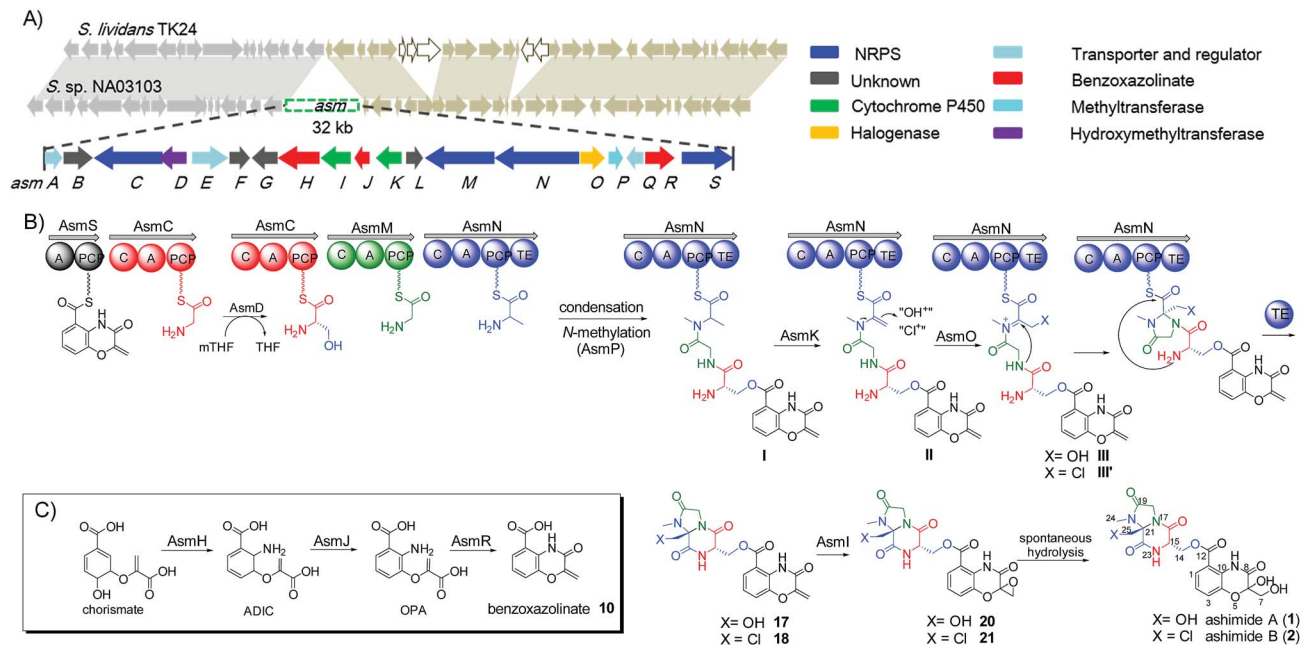 A)
S. lividans TK24
S. sp. NA03103
asm
32 kb
asm A B C D E F G H I J K L M N O P Q R S
NRPS
Unknown
Cytochrome P450
Halogenase
Transporter and regulator
Benzoxazolinate
Methyltransferase
Hydroxymethyltransferase
B)
AsmS AsmC AsmC AsmM AsmN AsmN AsmN AsmN AsmN
A PCP C A PCP C A PCP C A PCP C A PCP TE C A PCP TE C A PCP TE C A PCP TE C A PCP TE
AsmD
mTHF THF
condensation
N-methylation
(AsmP)
AsmK
"OH+"
"Cl+"
AsmO
TE
I
II
X= OH III
X = Cl III'
C)
AsmH AsmJ AsmR
chorismate ADIC OPA benzoxazolinate 10
AsmI
spontaneous
hydrolysis
X= OH 17
X = Cl 18
X= OH 20
X = Cl 21
X= OH ashimide A (1)
X = Cl ashimide B (2)